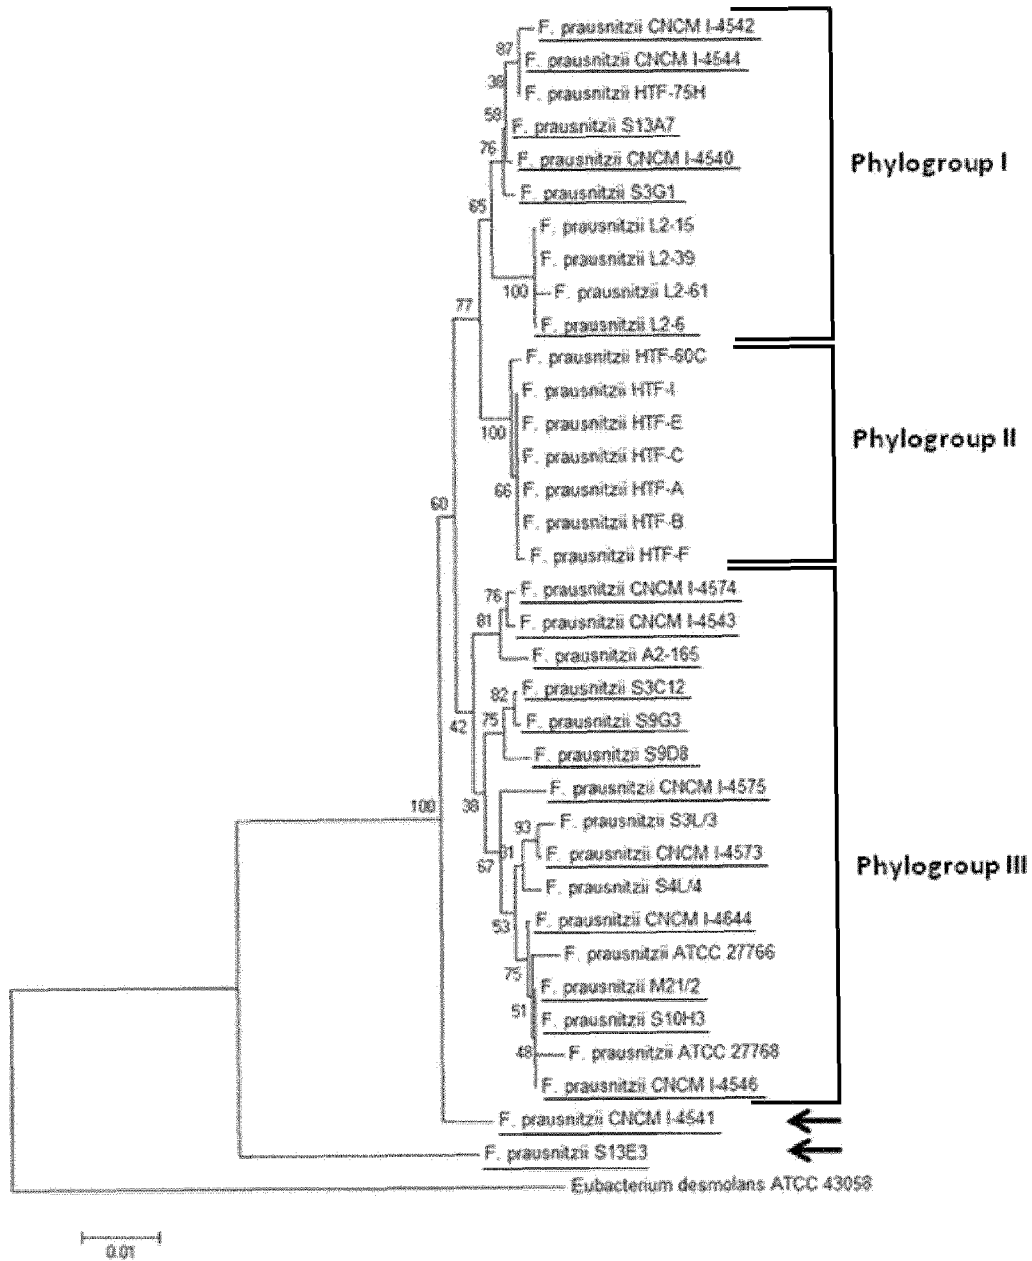 F. prausnitzii CNCM I-4542
87
F. prausnitzii CNCM I-4544
38
F. prausnitzii HTF-75H
58
F. prausnitzii S13A7
76
F. prausnitzii CNCM I-4540
Phylogroup I
F. prausnitzii S3G1
65
F. prausnitzii L2-15
F. prausnitzii L2-39
100
F. prausnitzii L2-61
77
F. prausnitzii L2-6
F. prausnitzii HTF-60C
F. prausnitzii HTF-I
F. prausnitzii HTF-E
100
Phylogroup II
F. prausnitzii HTF-C
66
F. prausnitzii HTF-A
60
F. prausnitzii HTF-B
F. prausnitzii HTF-F
76
F. prausnitzii CNCM I-4574
81
F. prausnitzii CNCM I-4543
F. prausnitzii A2-165
82
F. prausnitzii S3C12
42
75
F. prausnitzii S9G3
F. prausnitzii S9D8
F. prausnitzii CNCM I-4575
100
38
93
F. prausnitzii S3L/3
67
31
F. prausnitzii CNCM I-4573
Phylogroup III
F. prausnitzii S4L/4
53
F. prausnitzii CNCM I-4644
F. prausnitzii ATCC 27766
75
F. prausnitzii M21/2
51
F. prausnitzii S10H3
48
F. prausnitzii ATCC 27768
F. prausnitzii CNCM I-4546
F. prausnitzii CNCM I-4541
F. prausnitzii S13E3
Eubacterium desmolans ATCC 43058
0.01